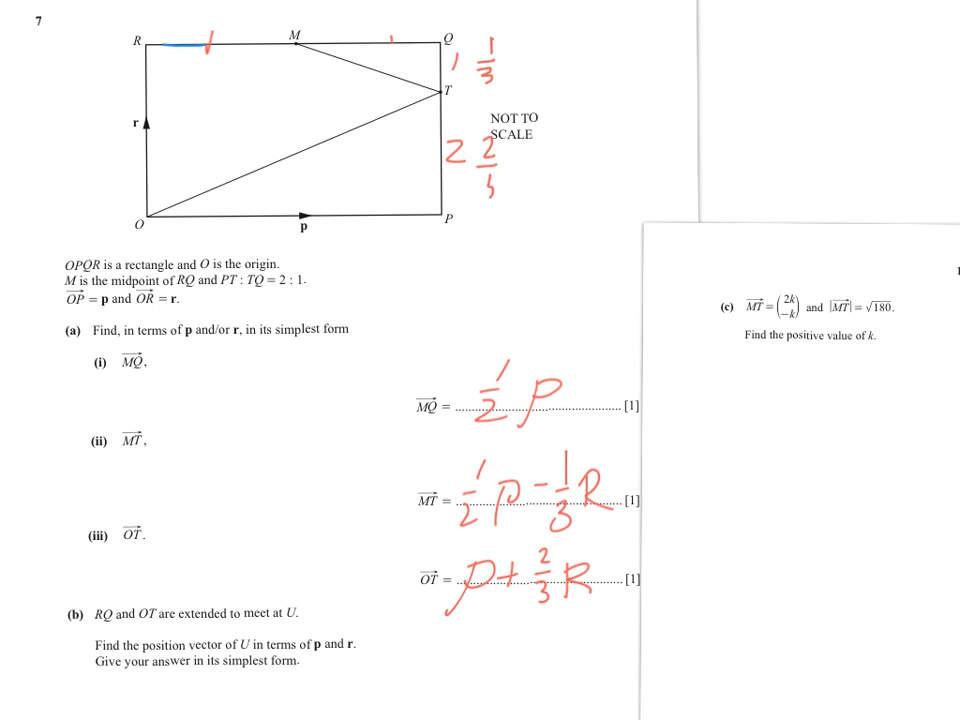 7
R M Q
1 1/3
T
r
NOT TO
SCALE
2 2/3
O P
p
OPQR is a rectangle and O is the origin.
M is the midpoint of RQ and PT : TQ = 2 : 1.
OP⃗ = p and OR⃗ = r.
(a) Find, in terms of p and/or r, in its simplest form
(i) MQ⃗,
MQ⃗ = 1/2 P [1]
(ii) MT⃗,
MT⃗ = 1/2 P - 1/3 R [1]
(iii) OT⃗.
OT⃗ = P + 2/3 R [1]
(b) RQ and OT are extended to meet at U.
Find the position vector of U in terms of p and r.
Give your answer in its simplest form.
(c) MT⃗ = (2k -k) and |MT⃗| = √180.
Find the positive value of k.